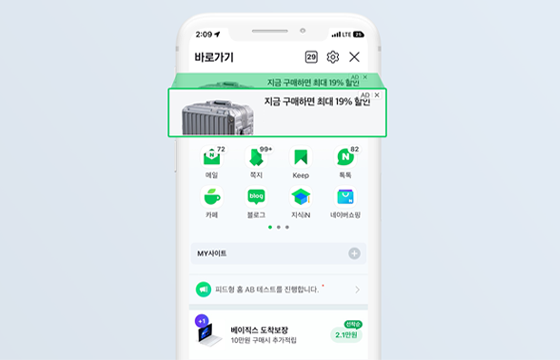 2:09
LTE
바로가기
29
지금 구매하면 최대 19% 할인
AD
지금 구매하면 최대 19% 할인
AD
N
72
99+
N
82
메일
쪽지
Keep
톡톡
bloq
카페
블로그
지식iN
네이버쇼핑
MY사이트
피드형 홈 AB 테스트를 진행합니다.
+1
베이직스 도착보장
10만원 구매시 추가적립
선착순
2.1만원